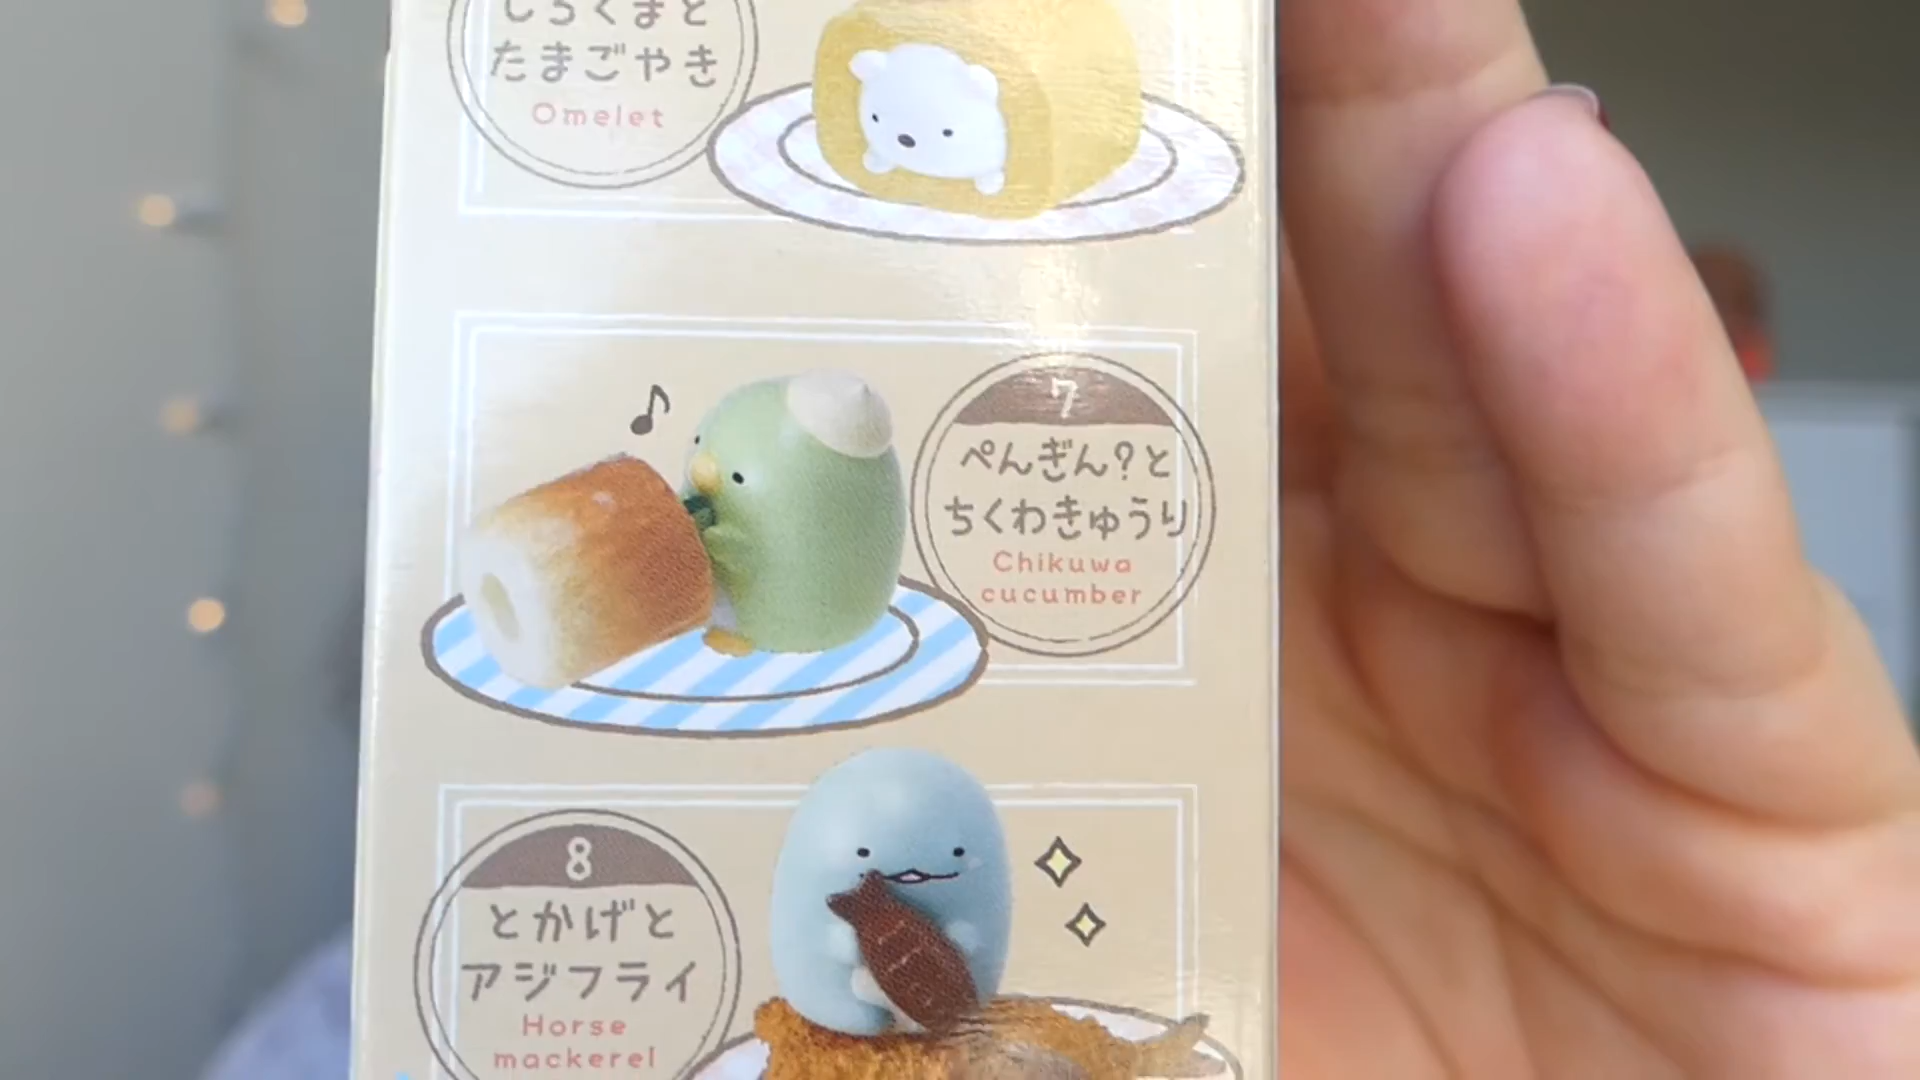 しろくまと
たまごやき
Omelet
7
ぺんぎん?と
ちくわきゅうり
Chikuwa
cucumber
8
とかげと
アジフライ
Horse
mackerel